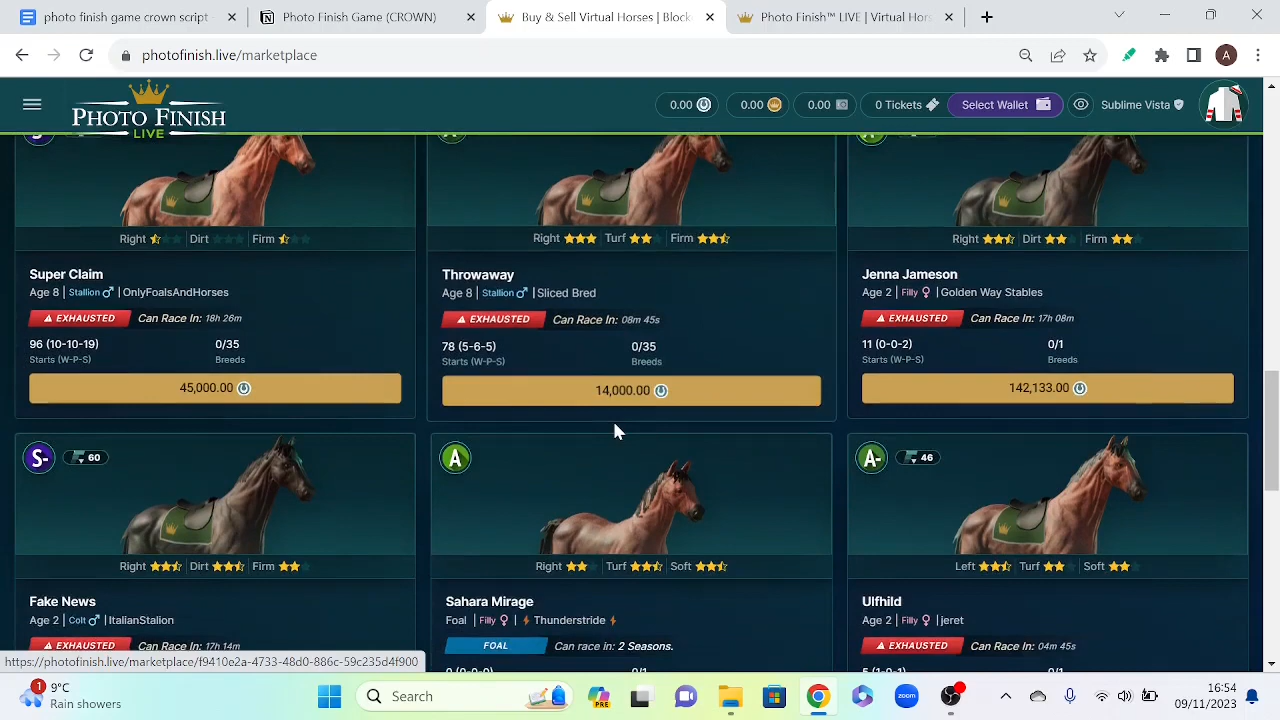 photo finish game crown script
Photo Finish Game (CROWN)
Buy & Sell Virtual Horses | Block
Photo Finish™ LIVE | Virtual Hors
photofinish.live/marketplace
A
PHOTO FINISH
LIVE
0.00
0.00
0.00
0 Tickets
Select Wallet
Sublime Vista
Right Dirt Firm
Right Turf Firm
Right Dirt Firm
Super Claim
Age 8 | Stallion ♂ | OnlyFoalsAndHorses
EXHAUSTED Can Race In: 18h 26m
96 (10-10-19) 0/35
Starts (W-P-S) Breeds
45,000.00
Throwaway
Age 8 | Stallion ♂ | Sliced Bred
EXHAUSTED Can Race In: 08m 45s
78 (5-6-5) 0/35
Starts (W-P-S) Breeds
14,000.00
Jenna Jameson
Age 2 | Filly ♀ | Golden Way Stables
EXHAUSTED Can Race In: 17h 08m
11 (0-0-2) 0/1
Starts (W-P-S) Breeds
142,133.00
S- 60
A
A- 46
Right Dirt Firm
Right Turf Soft
Left Turf Soft
Fake News
Age 2 | Colt ♂ | ItalianStallion
EXHAUSTED Can Race In: 17h 14m
Sahara Mirage
Foal | Filly ♀ | Thunderstride
FOAL Can race in: 2 Seasons.
Ulfhild
Age 2 | Filly ♀ | jeret
EXHAUSTED Can Race In: 04m 45s
https://photofinish.live/marketplace/f9410e2a-4733-48d0-866c-59c235d4f900
1
9°C
Rain showers
Search
PRE
zoom
16:54
09/11/2023